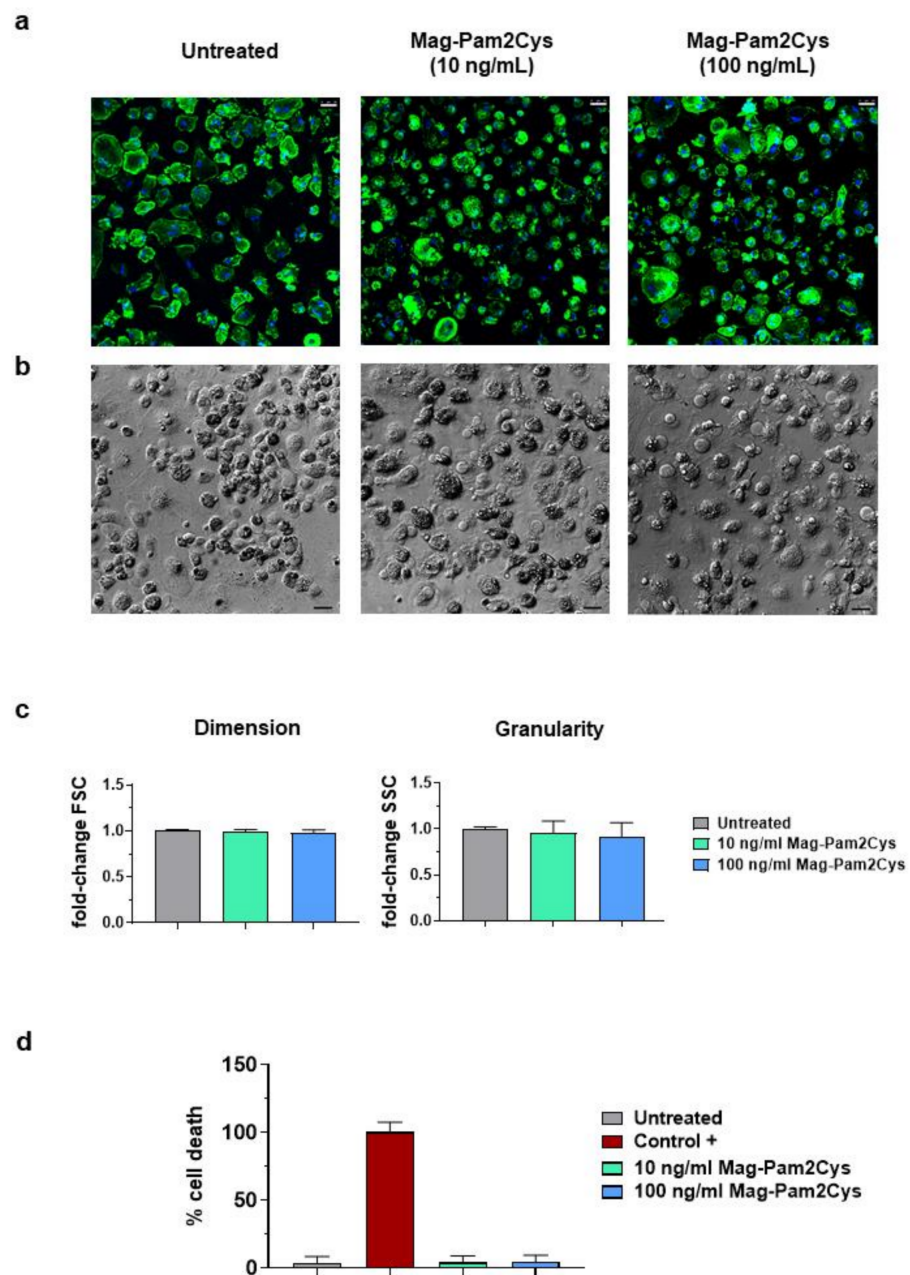 a
Untreated
Mag-Pam2Cys
(10 ng/mL)
Mag-Pam2Cys
(100 ng/mL)
b
c
Dimension
fold-change FSC
1.5
1.0
0.5
0.0
Granularity
fold-change SSC
1.5
1.0
0.5
0.0
Untreated
10 ng/ml Mag-Pam2Cys
100 ng/ml Mag-Pam2Cys
d
% cell death
150
100
50
0
Untreated
Control +
10 ng/ml Mag-Pam2Cys
100 ng/ml Mag-Pam2Cys